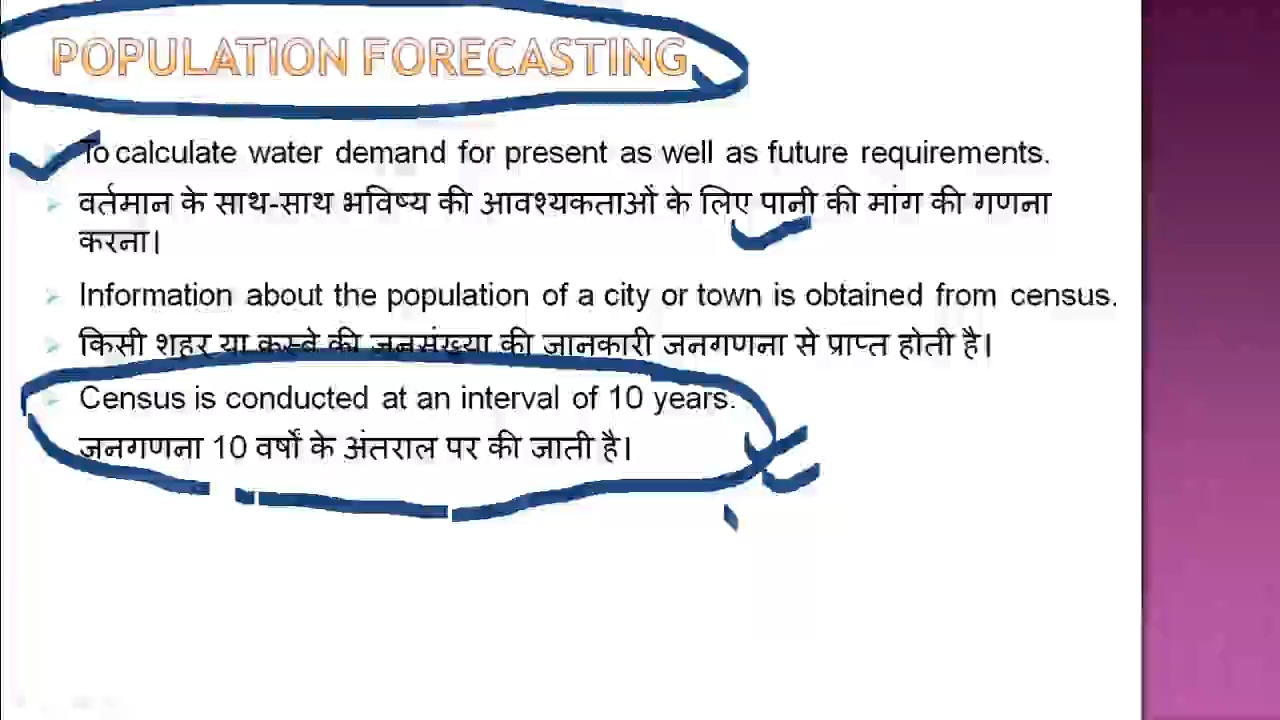 POPULATION FORECASTING
To calculate water demand for present as well as future requirements.
वर्तमान के साथ-साथ भविष्य की आवश्यकताओं के लिए पानी की मांग की गणना
करना।
Information about the population of a city or town is obtained from census.
किसी शहर या कस्बे की जनसंख्या की जानकारी जनगणना से प्राप्त होती है।
Census is conducted at an interval of 10 years.
जनगणना 10 वर्षों के अंतराल पर की जाती है।